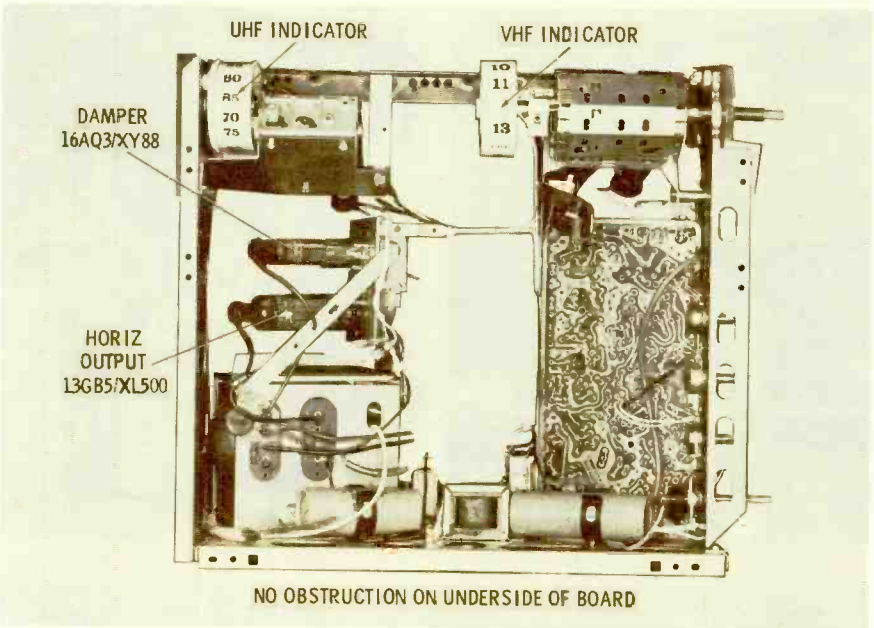 UHF INDICATOR
VHF INDICATOR
80
85
70
75
10
11
13
DAMPER
16AQ3/XY88
HORIZ
OUTPUT
13GB5/XL500
NO OBSTRUCTION ON UNDERSIDE OF BOARD